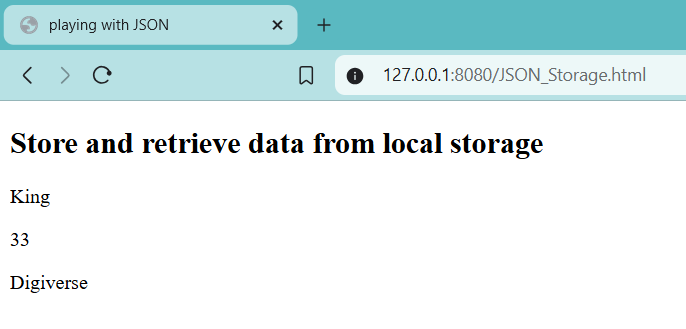 playing with JSON
127.0.0.1:8080/JSON_Storage.html
Store and retrieve data from local storage
King
33
Digiverse